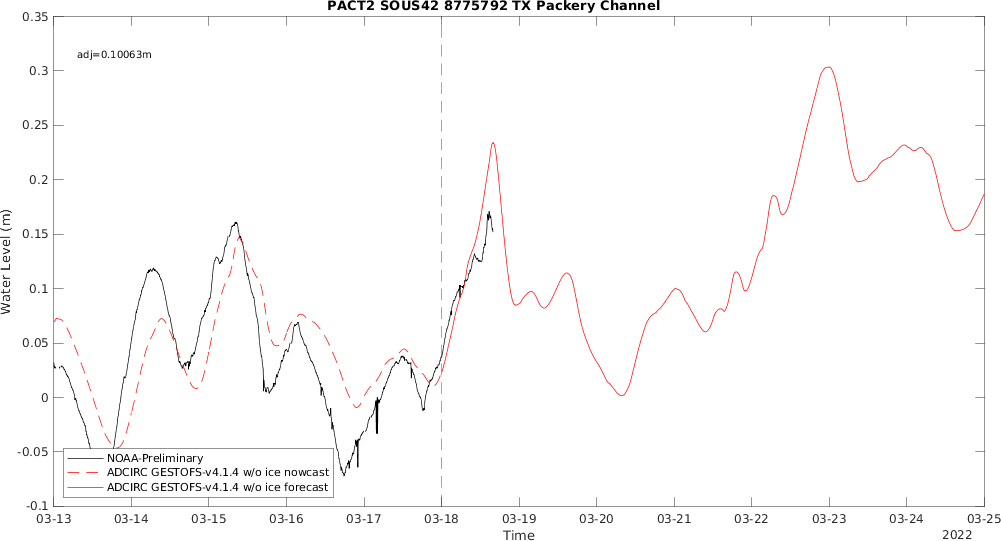 PACT2 SOUS42 8775792 TX Packery Channel
adj=0.10063m
Water Level (m)
0.35
0.3
0.25
0.2
0.15
0.1
0.05
0
-0.05
-0.1
NOAA-Preliminary
ADCIRC GESTOFS-v4.1.4 w/o ice nowcast
ADCIRC GESTOFS-v4.1.4 w/o ice forecast
03-13 03-14 03-15 03-16 03-17 03-18 03-19 03-20 03-21 03-22 03-23 03-24 03-25
Time
2022